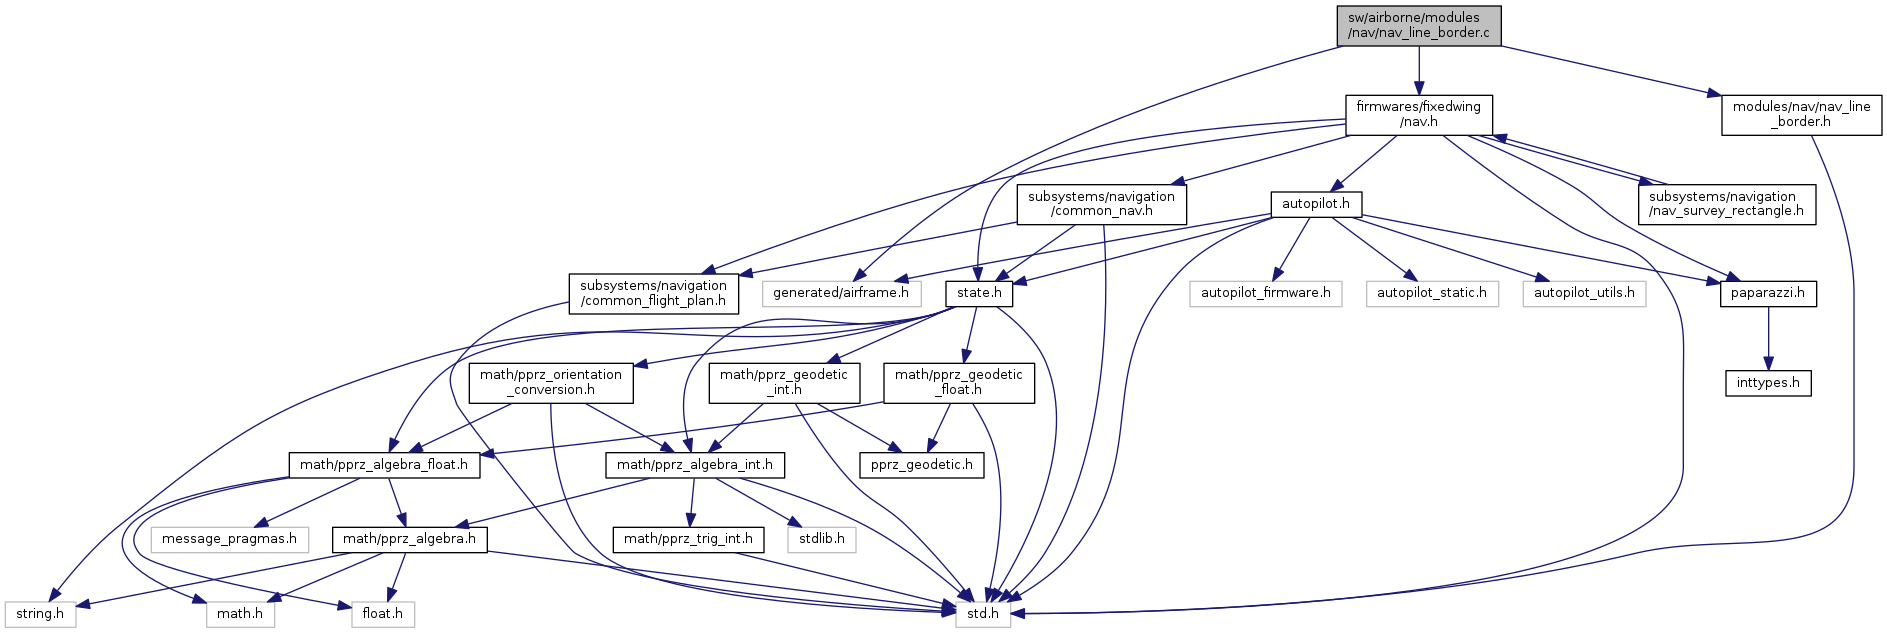 sw/airborne/modules
/nav/nav_line_border.c
firmwares/fixedwing
/nav.h
modules/nav/nav_line
_border.h
subsystems/navigation
/common_nav.h
autopilot.h
subsystems/navigation
/nav_survey_rectangle.h
subsystems/navigation
/common_flight_plan.h
generated/airframe.h
state.h
autopilot_firmware.h
autopilot_static.h
autopilot_utils.h
paparazzi.h
math/pprz_orientation
_conversion.h
math/pprz_geodetic
_int.h
math/pprz_geodetic
_float.h
inttypes.h
math/pprz_algebra_float.h
math/pprz_algebra_int.h
pprz_geodetic.h
message_pragmas.h
math/pprz_algebra.h
math/pprz_trig_int.h
stdlib.h
string.h
math.h
float.h
std.h